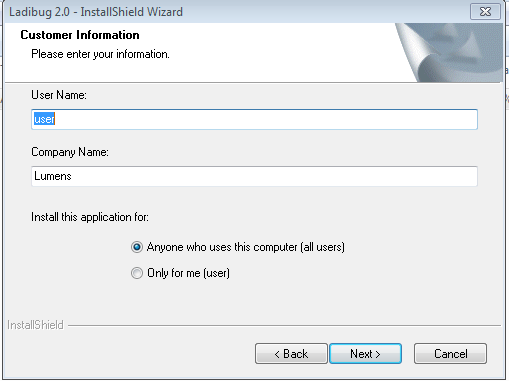 Ladibug 2.0 - InstallShield Wizard
Customer Information
Please enter your information.
User Name:
user
Company Name:
Lumens
Install this application for:
Anyone who uses this computer (all users)
Only for me (user)
InstallShield
< Back
Next >
Cancel